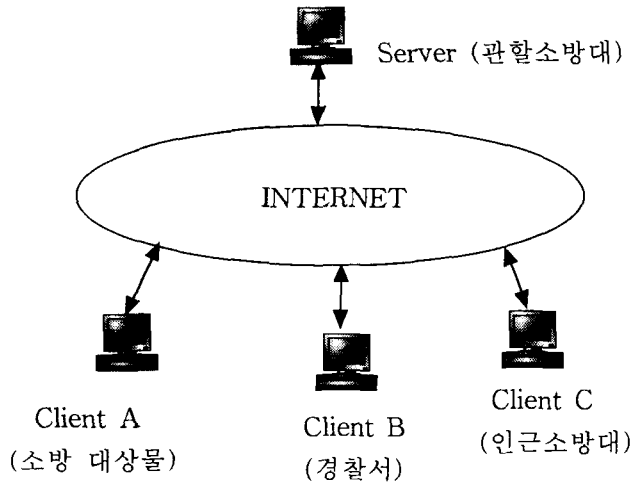 Server (관할소방대)
INTERNET
Client A
(소방 대상물)
Client B
(경찰서)
Client C
(인근소방대)